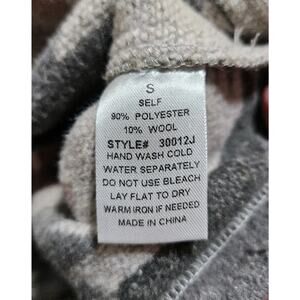 S
SELF
90% POLYESTER
10% WOOL
STYLE# 30012J
HAND WASH COLD
WATER SEPARATELY
DO NOT USE BLEACH
LAY FLAT TO DRY
WARM IRON IF NEEDED
MADE IN CHINA